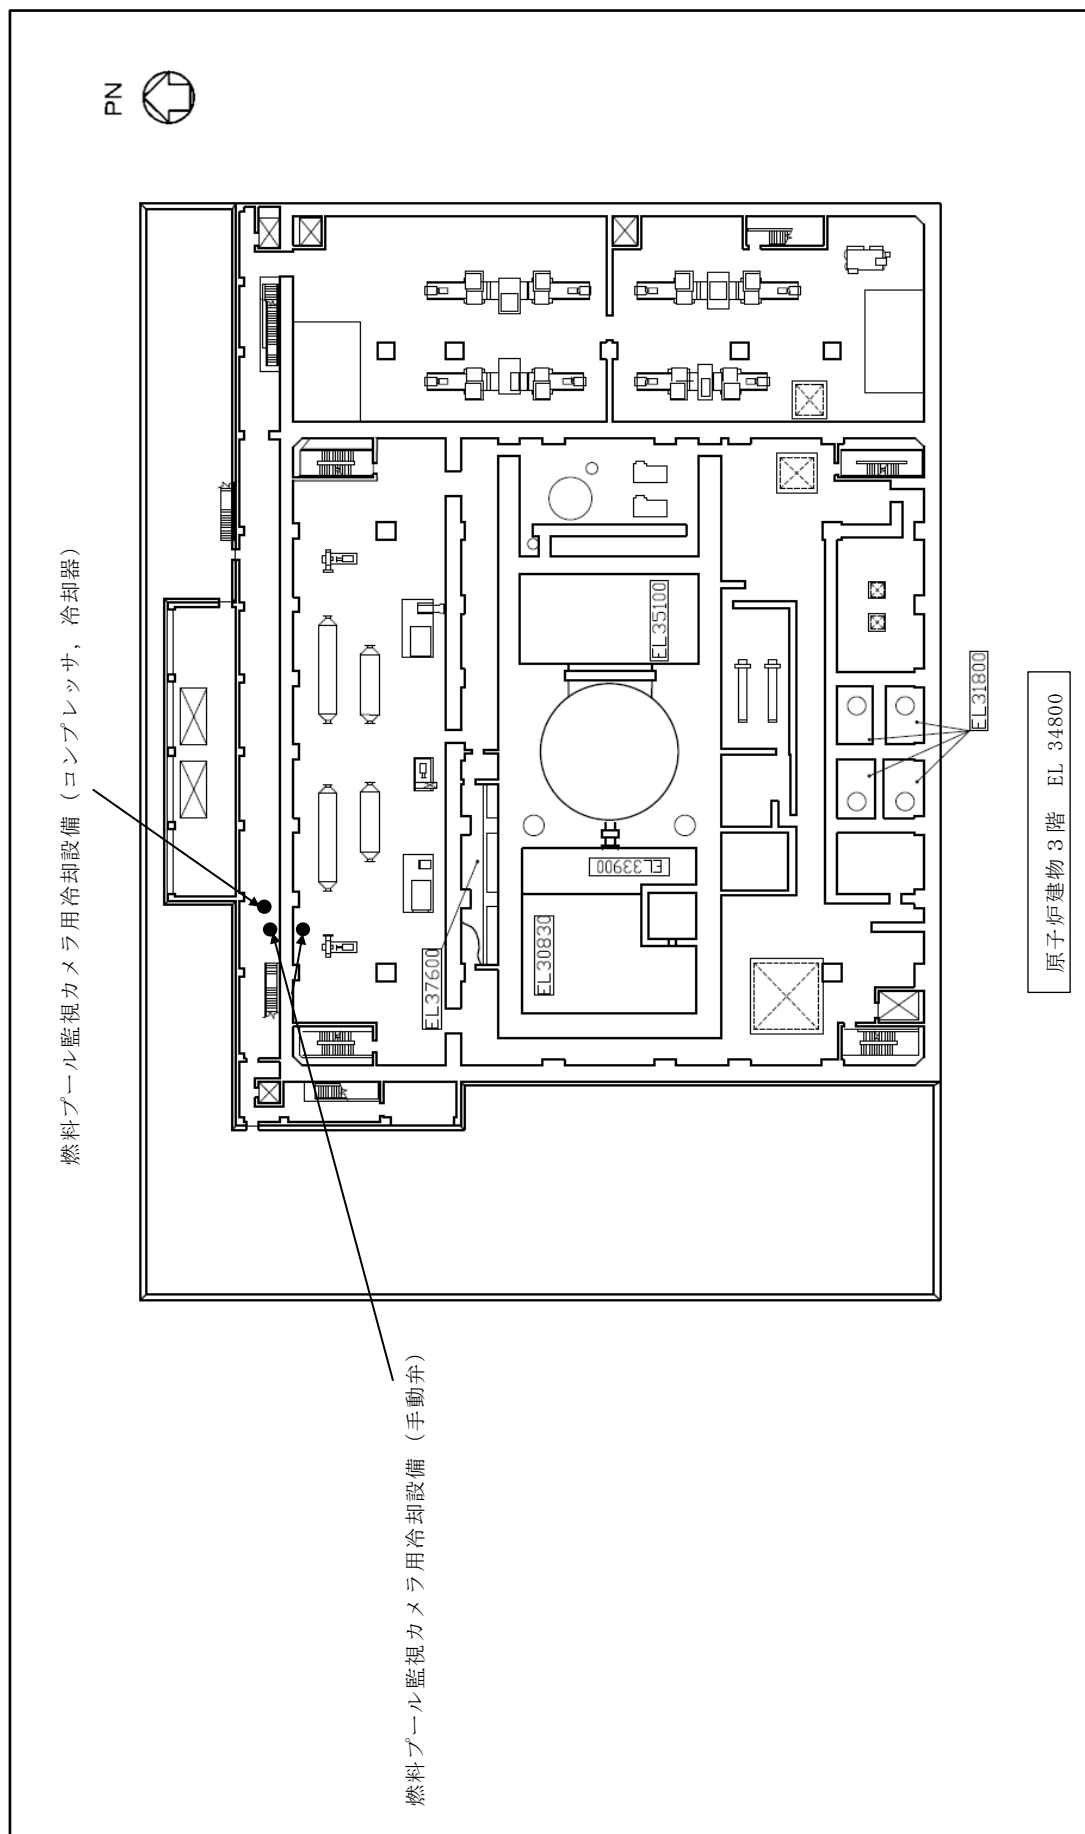 PN
燃料プール監視カメラ用冷却設備（コンプレッサ，冷却器）
燃料プール監視カメラ用冷却設備（手動弁）
EL37600
EL30830
EL33900
EL35100
EL31800
原子炉建物３階 EL 34800